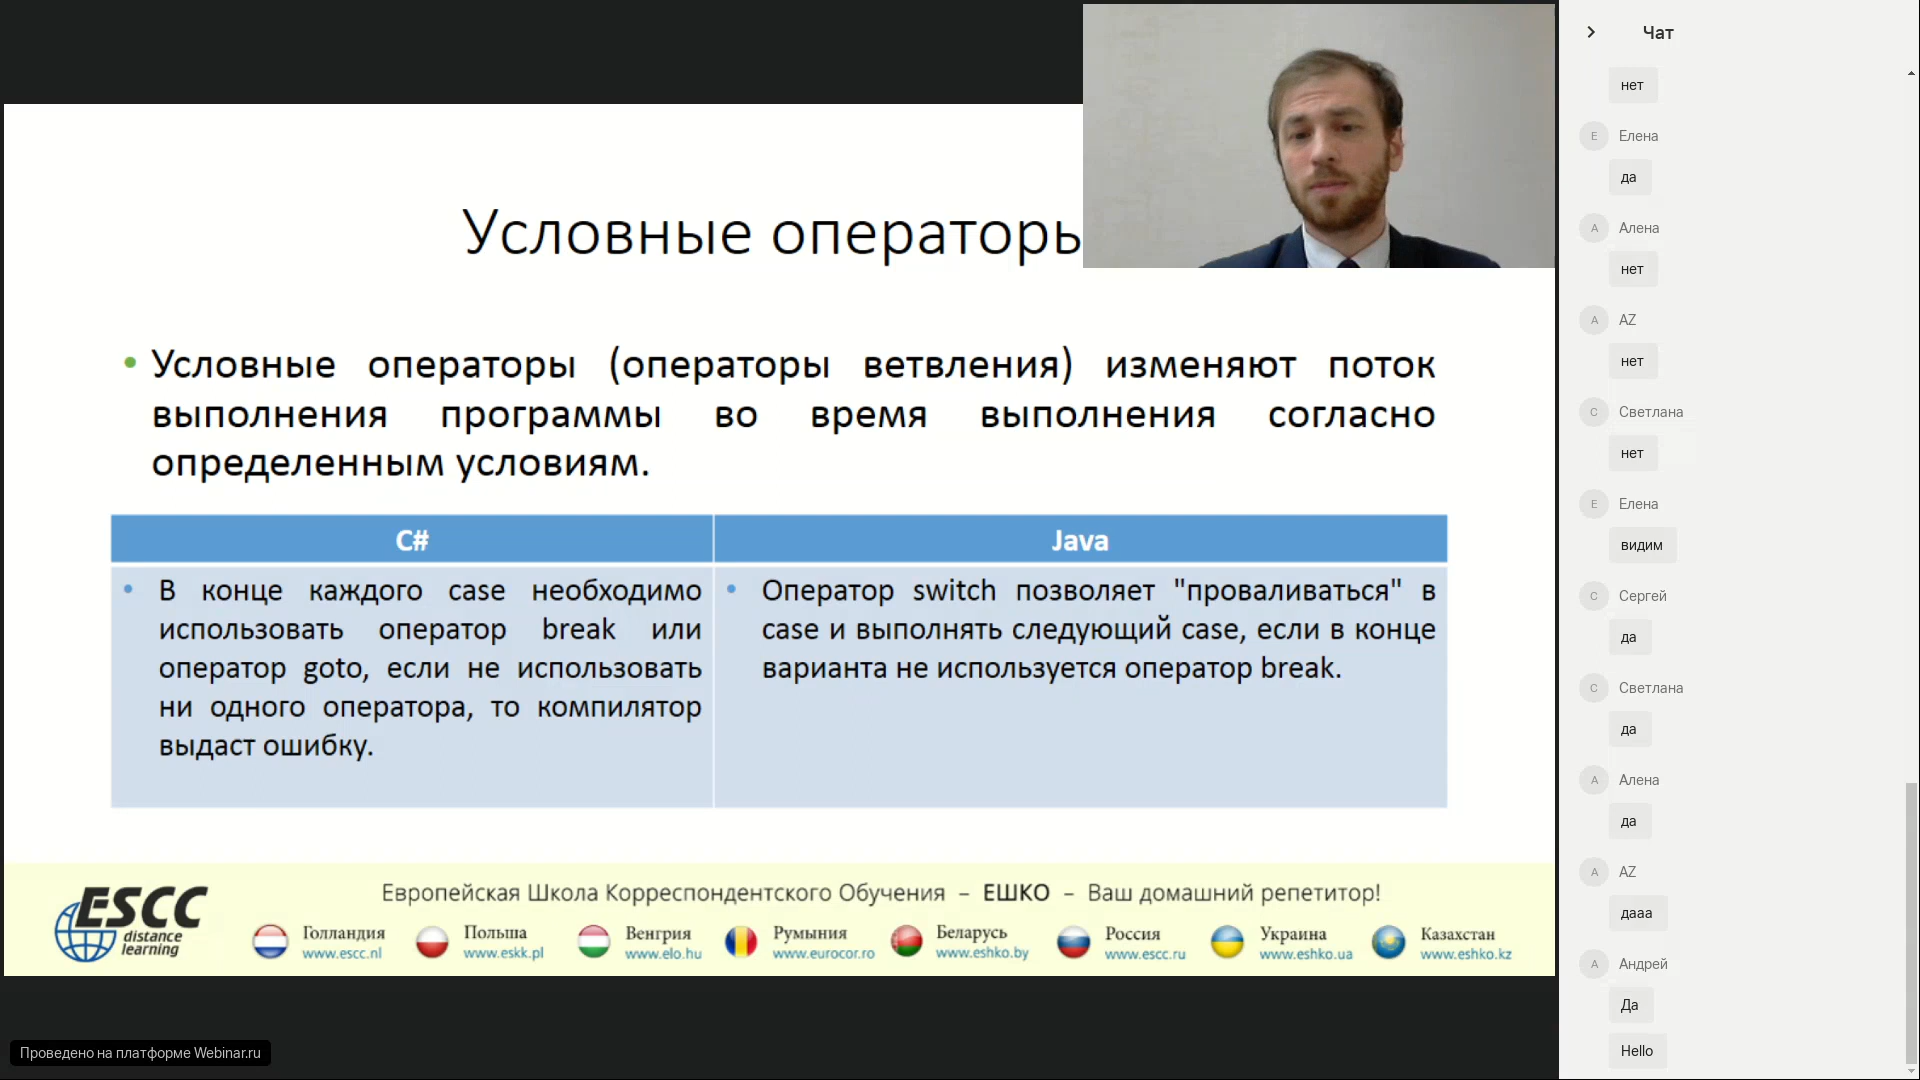 Условные операторы
• Условные операторы (операторы ветвления) изменяют поток
выполнения программы во время выполнения согласно
определенным условиям.
C#
Java
• В конце каждого case необходимо
использовать оператор break или
оператор goto, если не использовать
ни одного оператора, то компилятор
выдаст ошибку.
• Оператор switch позволяет "проваливаться" в
case и выполнять следующий case, если в конце
варианта не используется оператор break.
Европейская Школа Корреспондентского Обучения – ЕШКО – Ваш домашний репетитор!
ESCC
distance
learning
Голландия
www.escc.nl
Польша
www.eskk.pl
Венгрия
www.elo.hu
Румыния
www.eurocor.ro
Беларусь
www.eshko.by
Россия
www.escc.ru
Украина
www.eshko.ua
Казахстан
www.eshko.kz
Проведено на платформе Webinar.ru
Чат
нет
Е Елена
да
А Алена
нет
A AZ
нет
С Светлана
нет
Е Елена
видим
С Сергей
да
С Светлана
да
А Алена
да
A AZ
дааа
А Андрей
Да
Hello